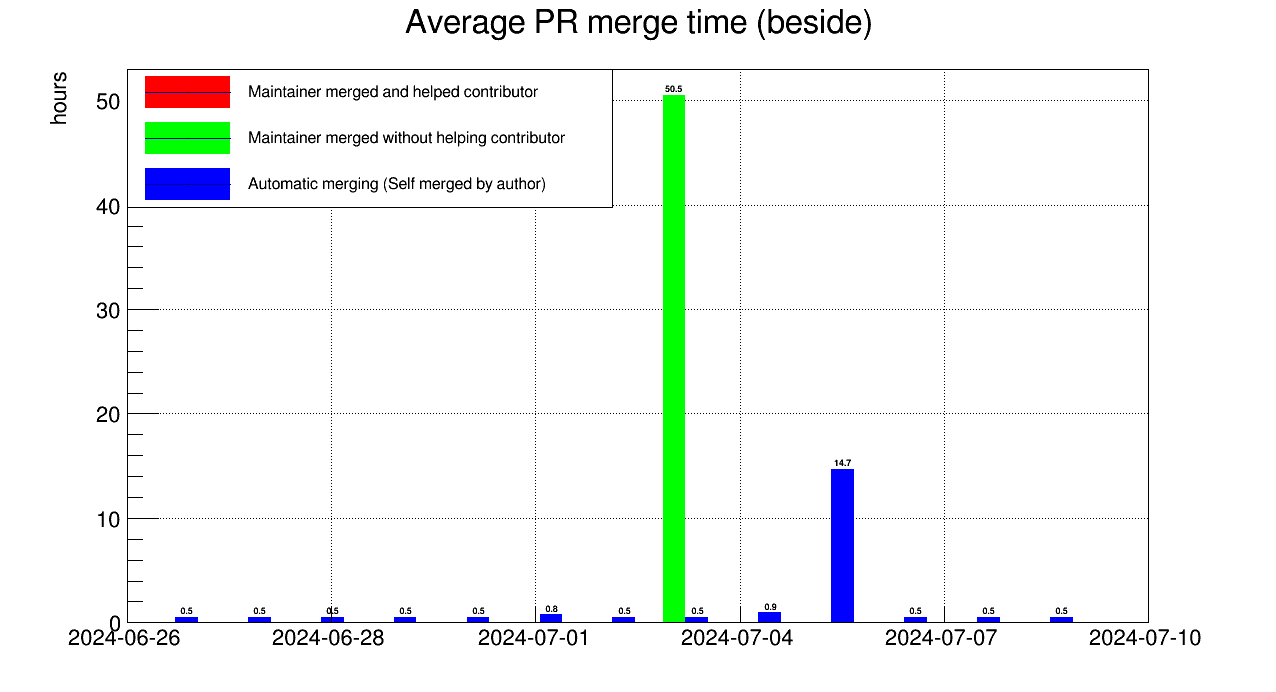 Average PR merge time (beside)
hours
Maintainer merged and helped contributor
Maintainer merged without helping contributor
Automatic merging (Self merged by author)
50
40
30
20
10
0
50.5
14.7
0.5 0.5 0.5 0.5 0.5 0.8 0.5 0.5 0.9 0.5 0.5 0.5
2024-06-26 2024-06-28 2024-07-01 2024-07-04 2024-07-07 2024-07-10